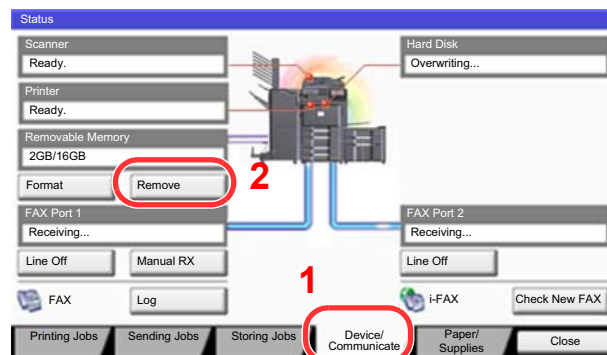 Status
Scanner
Ready.
Hard Disk
Overwriting...
Printer
Ready.
Removable Memory
2GB/16GB
Format
Remove
2
FAX Port 1
Receiving...
FAX Port 2
Receiving...
Line Off
Manual RX
Line Off
1
FAX
Log
i-FAX
Check New FAX
Printing Jobs
Sending Jobs
Storing Jobs
Device/
Communicate
Paper/
Supplies
Close